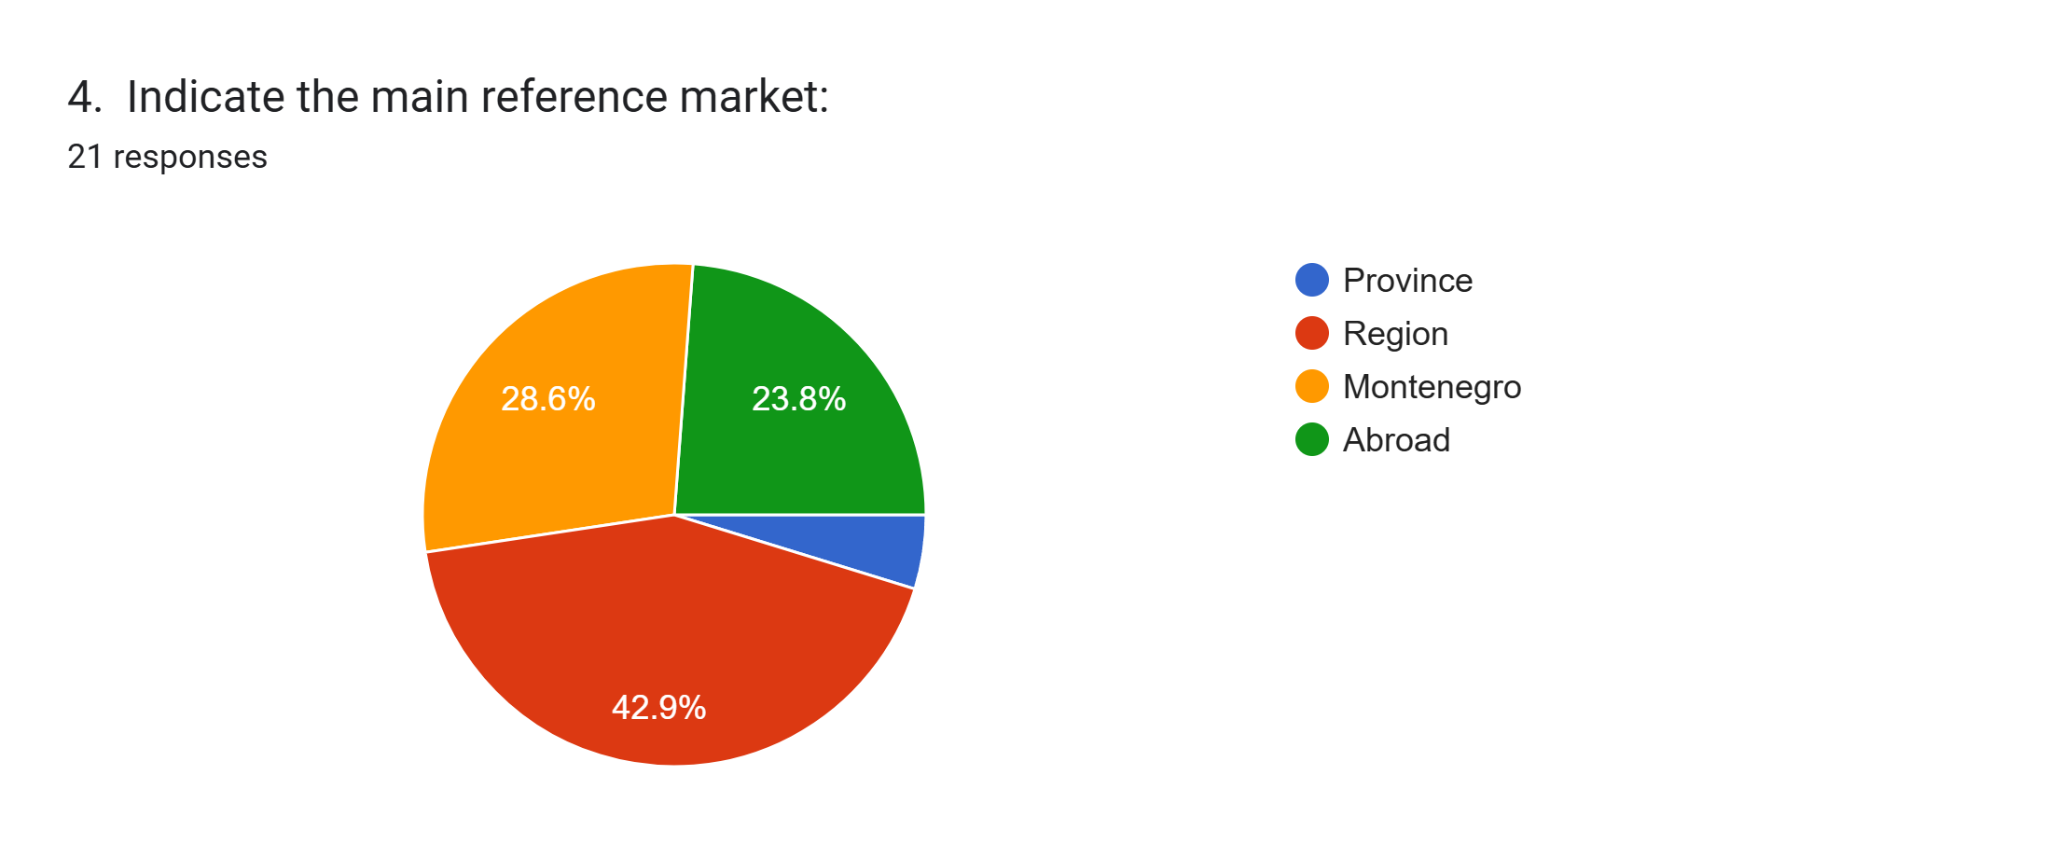 4. Indicate the main reference market:
21 responses
28.6%
23.8%
42.9%
Province
Region
Montenegro
Abroad